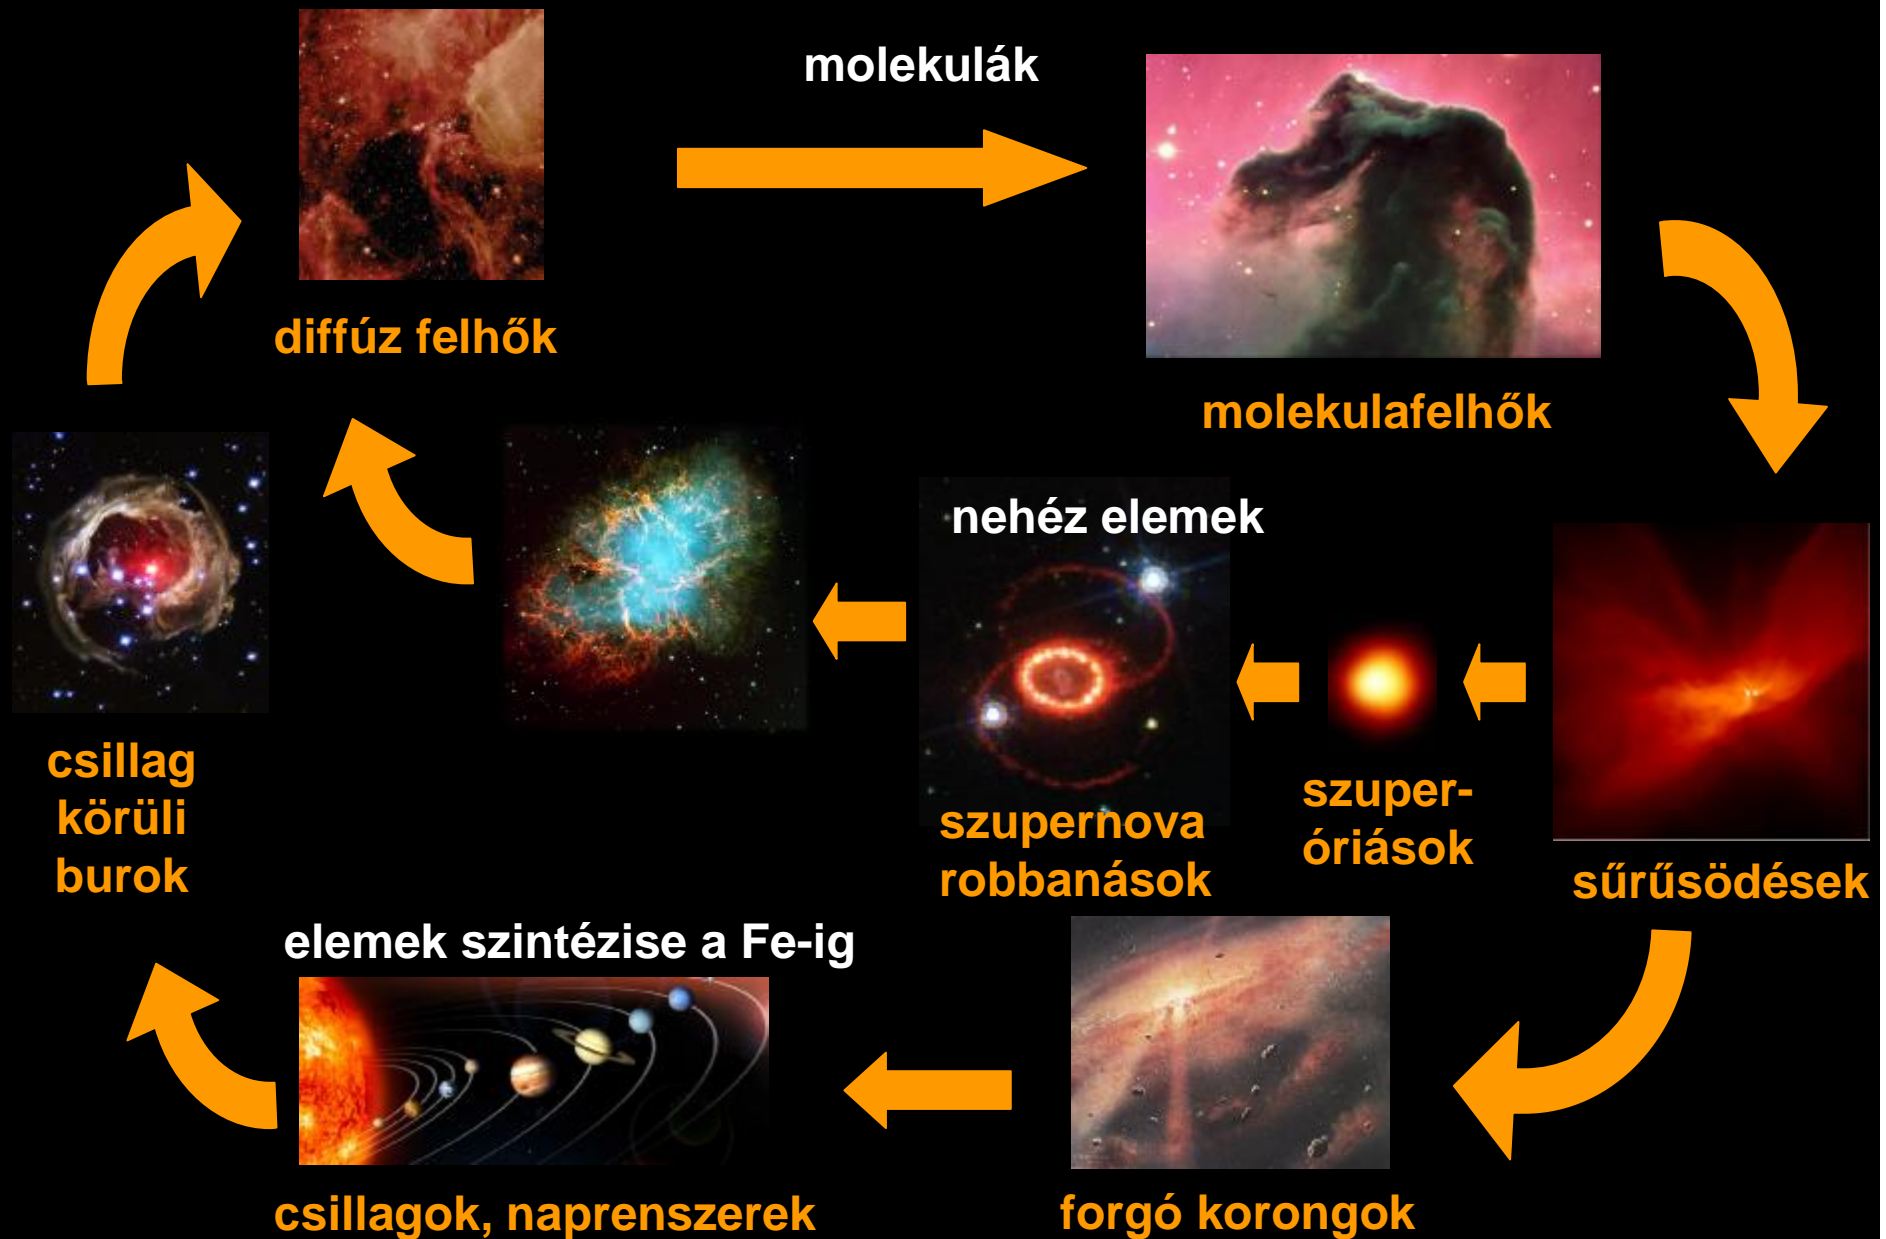 molekulák
diffúz felhők
molekulafelhők
nehéz elemek
csillag
körüli
burok
szupernova
robbanások
szuper-
óriások
sűrűsödések
elemek szintézise a Fe-ig
csillagok, naprenszerek
forgó korongok